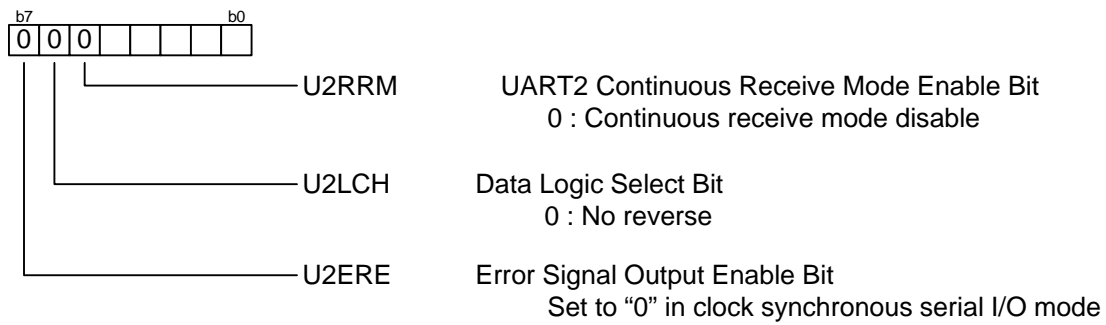 b7 b0
0 0 0
U2RRM UART2 Continuous Receive Mode Enable Bit
0 : Continuous receive mode disable
U2LCH Data Logic Select Bit
0 : No reverse
U2ERE Error Signal Output Enable Bit
Set to “0” in clock synchronous serial I/O mode